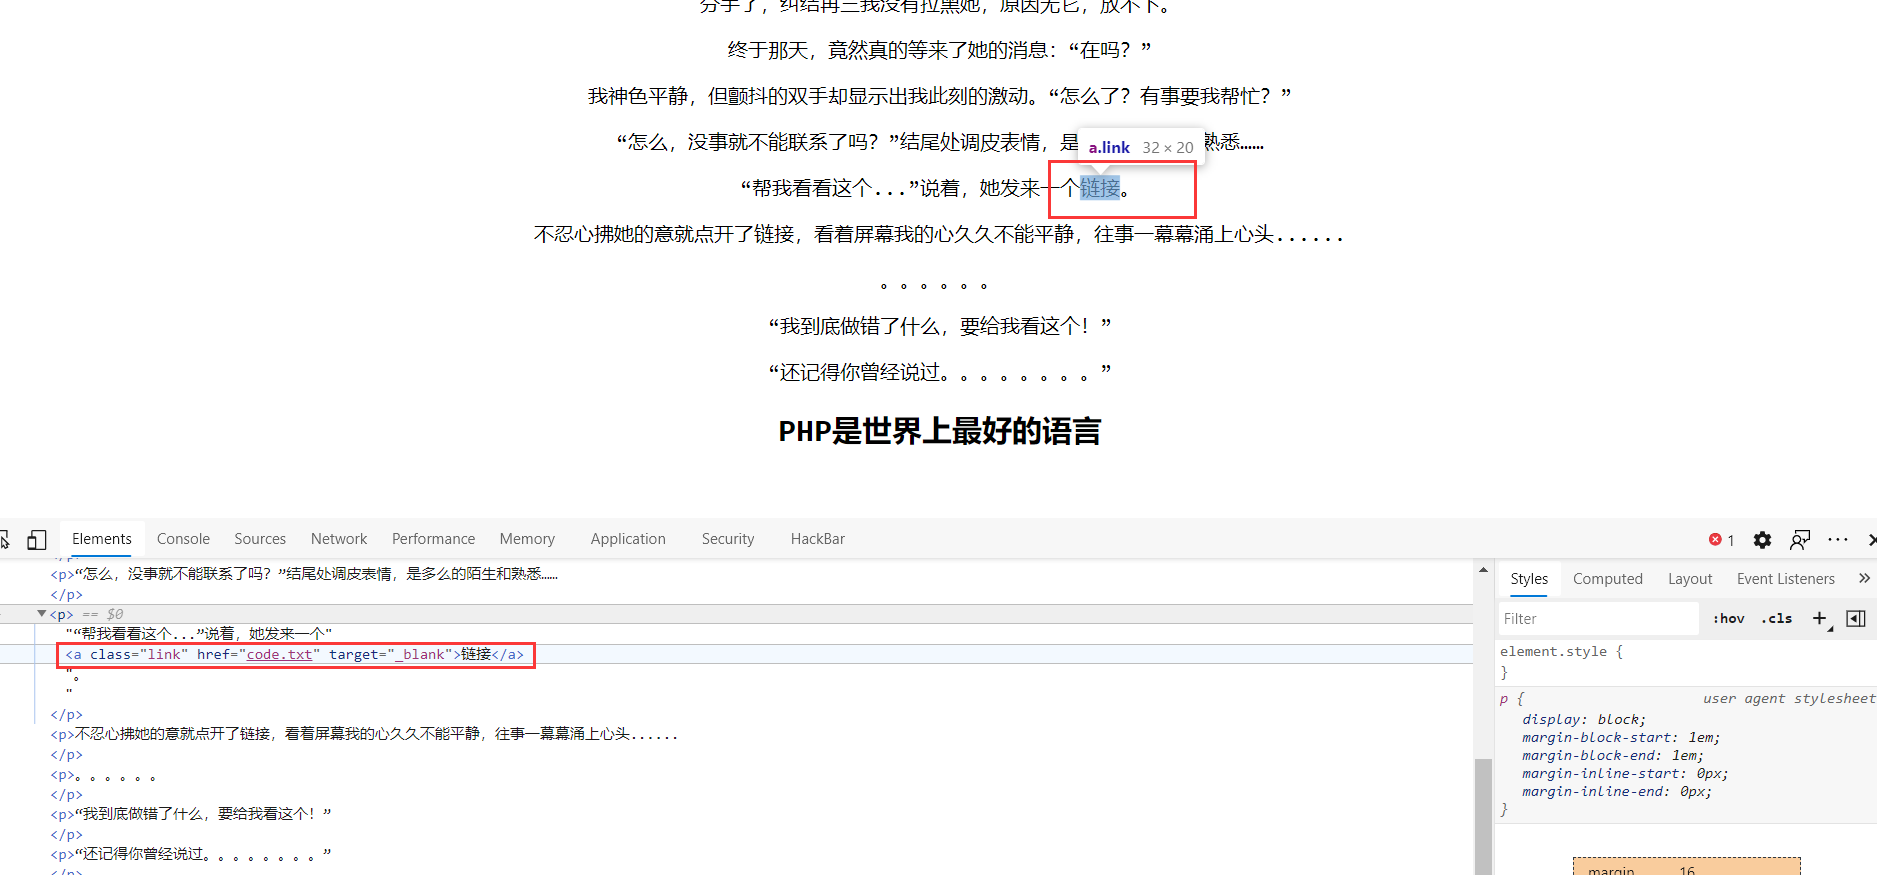 分手了，纠结再三我没有拉黑她，原因无它，放不下。
终于那天，竟然真的等来了她的消息：“在吗？”
我神色平静，但颤抖的双手却显示出我此刻的激动。“怎么了？有事要我帮忙？”
“怎么，没事就不能联系了吗？”结尾处调皮表情，是
熟悉……
a.link 32 × 20
“帮我看看这个...”说着，她发来一个链接。
不忍心拂她的意就点开了链接，看着屏幕我的心久久不能平静，往事一幕幕涌上心头......
。。。。。。
“我到底做错了什么，要给我看这个！”
“还记得你曾经说过。。。。。。。。”
PHP是世界上最好的语言
Elements Console Sources Network Performance Memory Application Security HackBar 1
</p>
<p>“怎么，没事就不能联系了吗？”结尾处调皮表情，是多么的陌生和熟悉……
</p>
<p> == $0
"“帮我看看这个...”说着，她发来一个"
<a class="link" href="code.txt" target="_blank">链接</a>
"。
"
</p>
<p>不忍心拂她的意就点开了链接，看着屏幕我的心久久不能平静，往事一幕幕涌上心头......
</p>
<p>。。。。。。
</p>
<p>“我到底做错了什么，要给我看这个！”
</p>
<p>“还记得你曾经说过。。。。。。。。”
</p>
Styles Computed Layout Event Listeners
Filter :hov .cls
element.style {
}
p { user agent stylesheet
display: block;
margin-block-start: 1em;
margin-block-end: 1em;
margin-inline-start: 0px;
margin-inline-end: 0px;
}
margin 16